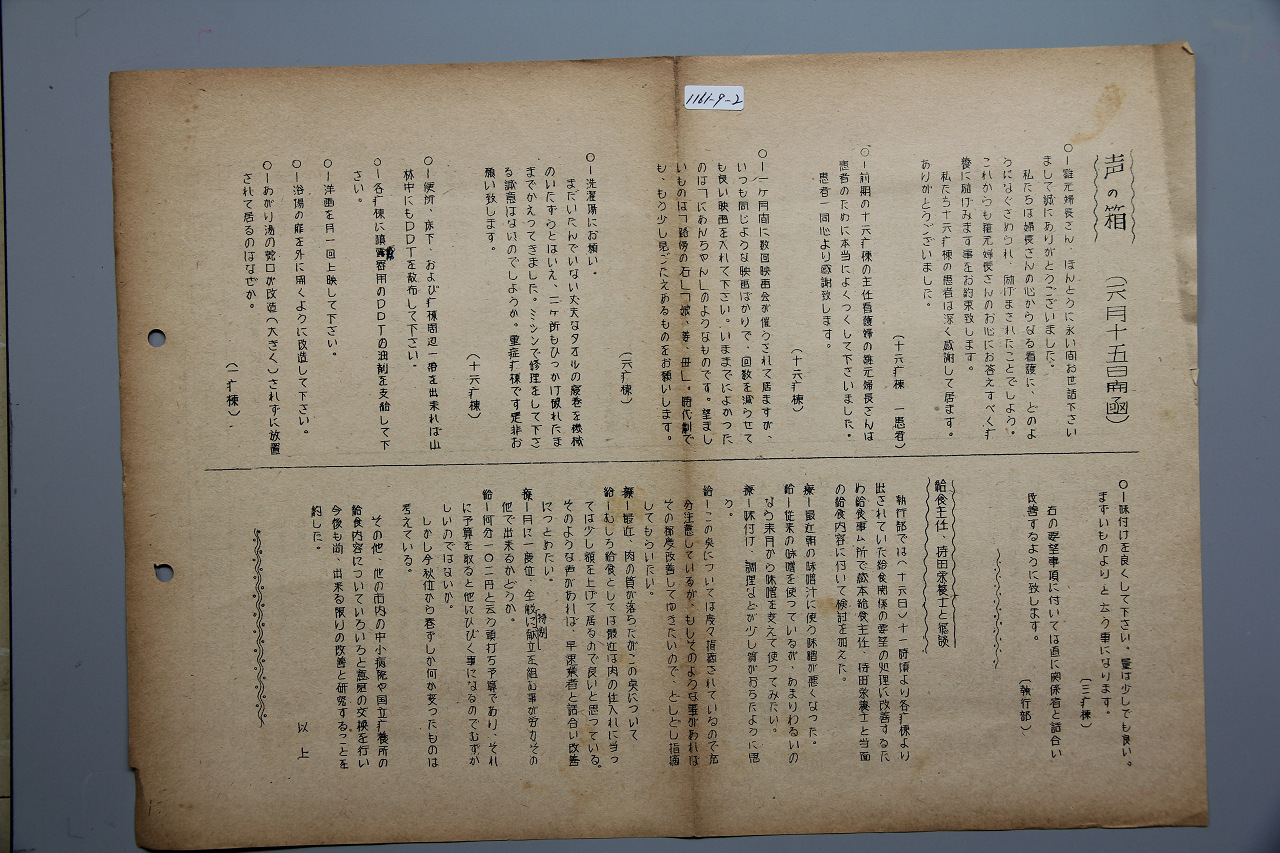 1161-9-2
声の箱 (六月十五日開函)
○―籠元婦長さん、ほんとうに永い間お世話下さい
まして誠にありがとうございました。
私たちは婦長さんの心からなる看護に、どのよ
うになぐさめられ、励げまされたことでしょう。
これからも籠元婦長さんのお心にお答えすべく斗
養に励げみます事をお約束致します。
私たち十六疒棟の患者は深く感謝して居ます。
ありがとうございました。
(十六疒棟 一患者)
○―前期の十六疒棟の主任看護婦の籠元婦長さんは
患者のために本当によくつくして下さいました。
患者一同心より感謝致します。
(十六疒棟)
○―一ヶ月間に数回映画会が催うされて居ますが、
いつも同じような映画ばかりで、回数を減らせて
も良い映画を入れて下さい。いままでによかった
のは「にあんちゃん」のようなものです。望まし
いものは「路傍の石」「娘、妻、母」。時代劇で
も、もう少し見ごたえあるものをお願いします。
(六疒棟)
○ 洗濯場にお願い。
まだいたんでいない丈夫なタオルの寝巻を機械
のいたずらとはいえ、二ヶ所もひっかけ破れたま
までかえってきました。ミシンで修理をして下さ
る誠意はないのでしょうか。重症疒棟です是非お
願い致します。
(十六疒棟)
○―便所、床下、および疒棟周辺一帯を出来れば山
林中にもDDTを散布して下さい。
○―各疒棟に噴霧器用のDDTの油剤を支給して下
さい。
○―洋画を月一回上映して下さい。
○―浴場の扉を外に開くように改造して下さい。
○―あがり湯の蛇口が改造(大きく)されずに放置
されて居るのはなぜか。
(一疒棟)
○―味付けを良くして下さい、量は少しでも良い。
まずいものよりと云う事になります。
(三疒棟)
右の要望事項に付いては直に関係者と話合い
改善するように致します。
(執行部)
給食主任、持田栄養士と懇談
執行部では(十六日)十一時頃より各疒棟より
出されていた給食関係の要望の処理に改善するた
め給食事ム所で橋本給食主任、持田栄養士と当面
の給食内容に付いて検討を加えた。
療―最近朝の味噌汁に使う味噌が悪くなった。
給―従来の味噌を使っているが、あまりわるいの
なら来月から味噌を変えて使ってみたい。
療―味付け、調理などが少し質がおちたように思
う。
給―この点については度々指摘されているので充
分注意しているが、もしそのような事があれば
その都度改善してゆきたいので、どしどし指摘
してもらいたい。
療―最近、肉の質が落ちたがこの点について
給―むしろ給食としては最近は肉の仕入れに当っ
ては少し額を上げて居るので良いと思っている。
そのような声があれば、早速業者と話合い改善
につとめたい。
療―月に一度位、全般に特別献立を組む事が労力その
他で出来るかどうか。
給―何分一〇二円と云う頭打ち予算であり、それ
に予算を取ると他にひびく事になるのでむずが
しいのではないか。
しかし今秋位から春ずしか何か変ったものは
考えている。
その他、他の市内の中小病院や国立疒養所の
給食内容についていろいろと意見の交換を行い
今後も尚、出来る限りの改善と研究することを
約した。
以上